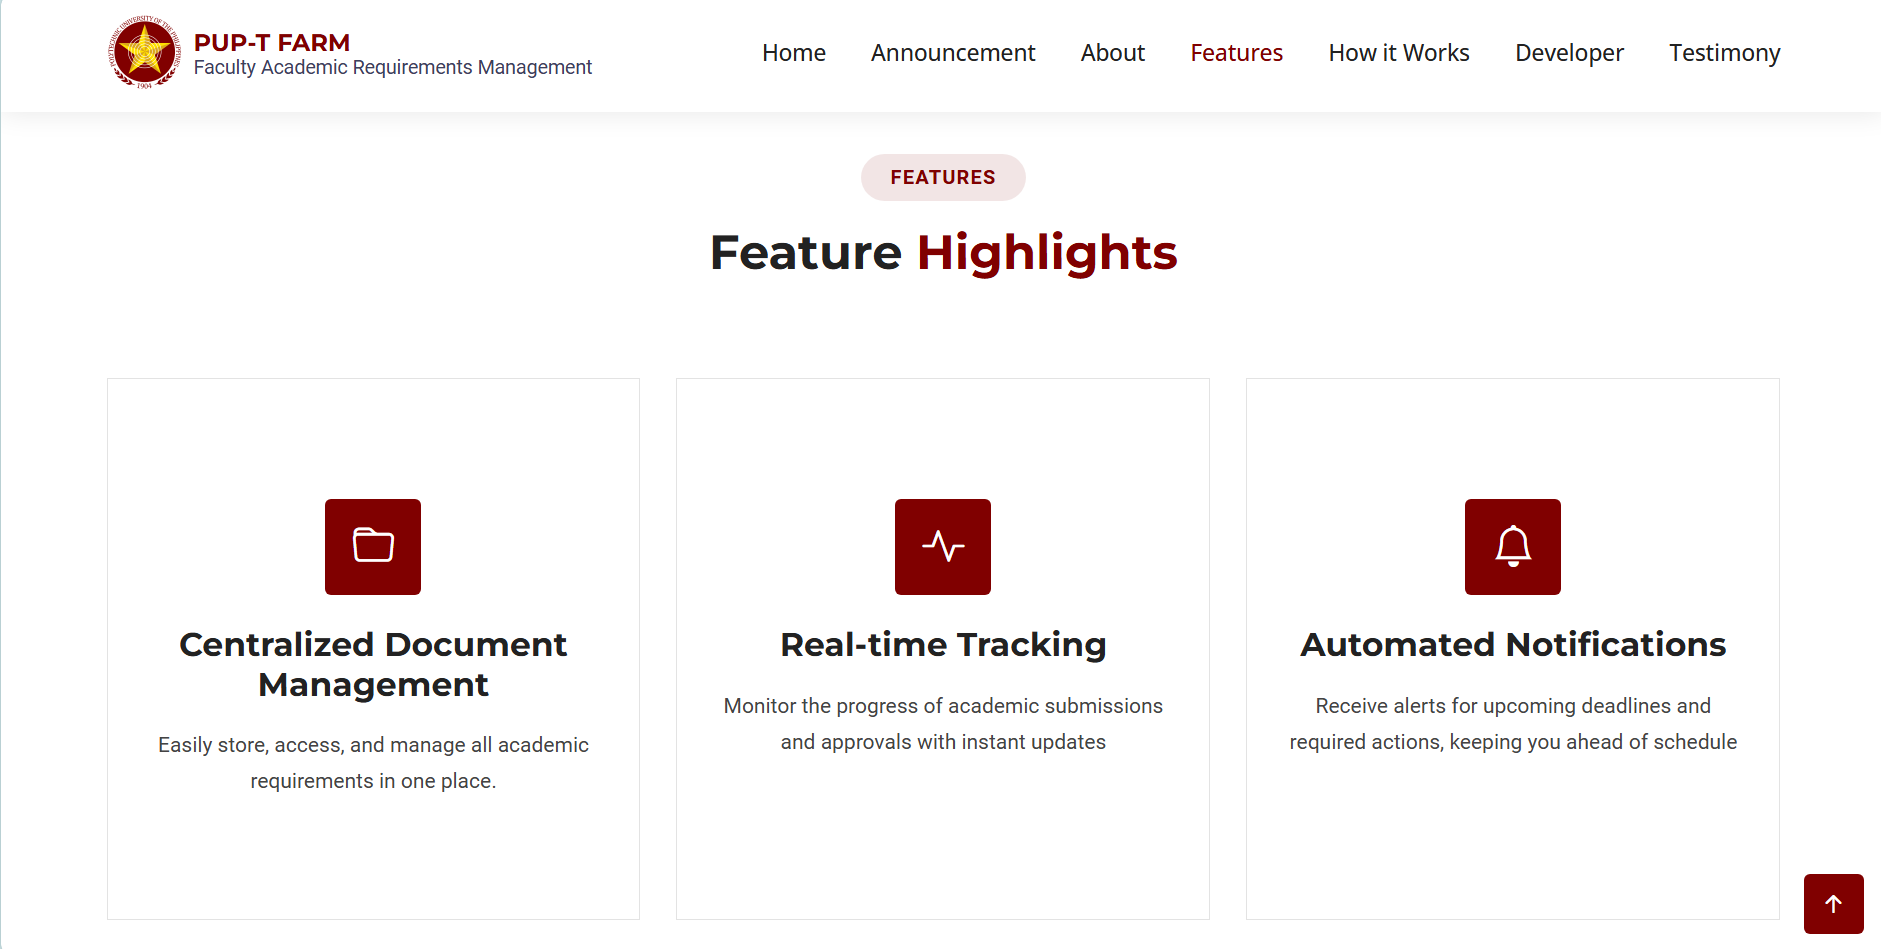 POLYTECHNIC UNIVERSITY OF THE PHILIPPINES
1904
PUP-T FARM
Faculty Academic Requirements Management
Home
Announcement
About
Features
How it Works
Developer
Testimony
FEATURES
Feature Highlights
Centralized Document
Management
Easily store, access, and manage all academic
requirements in one place.
Real-time Tracking
Monitor the progress of academic submissions
and approvals with instant updates
Automated Notifications
Receive alerts for upcoming deadlines and
required actions, keeping you ahead of schedule